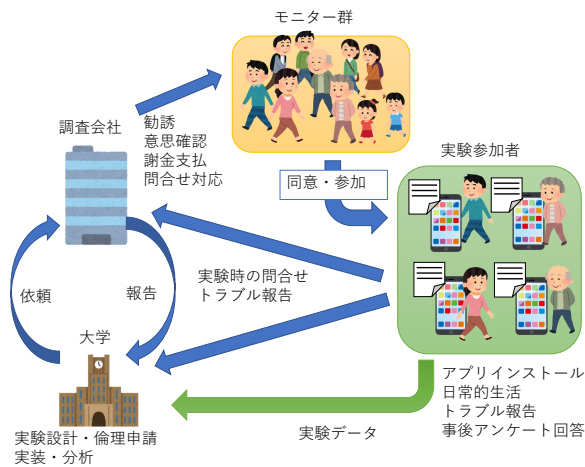 モニター群
調査会社
勧誘
意思確認
謝金支払
問合せ対応
同意・参加
実験参加者
実験時の問合せ
トラブル報告
依頼
報告
大学
アプリインストール
日常的生活
トラブル報告
事後アンケート回答
実験データ
実験設計・倫理申請
実装・分析